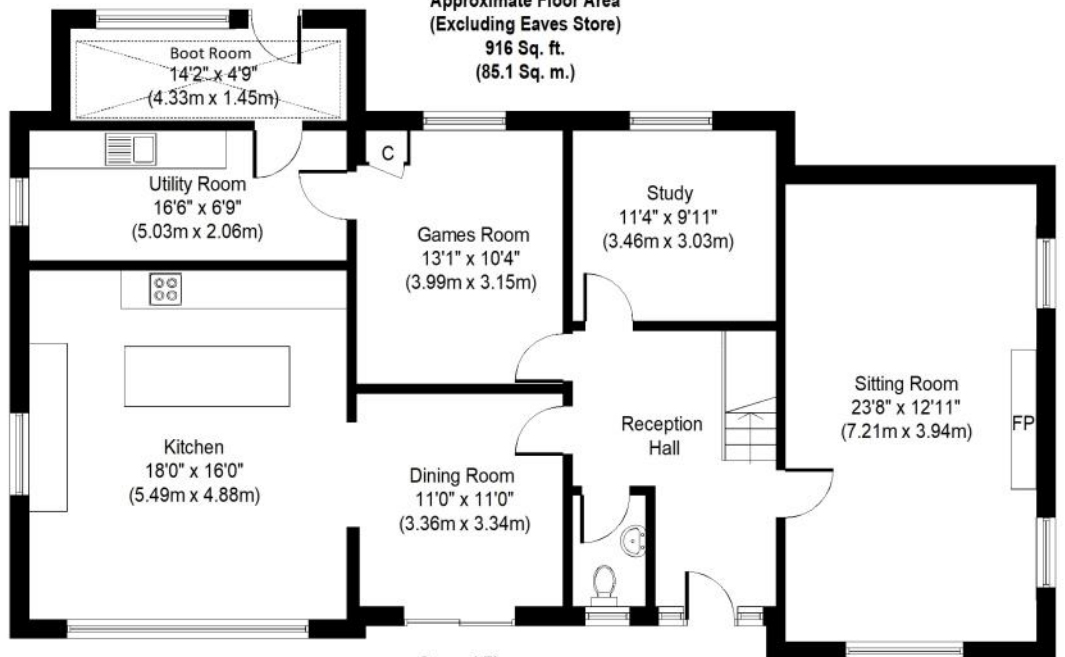 Approximate Floor Area
(Excluding Eaves Store)
916 Sq. ft.
(85.1 Sq. m.)
Boot Room
14'2" x 4'9"
(4.33m x 1.45m)
C
Utility Room
16'6" x 6'9"
(5.03m x 2.06m)
Games Room
13'1" x 10'4"
(3.99m x 3.15m)
Study
11'4" x 9'11"
(3.46m x 3.03m)
Sitting Room
23'8" x 12'11"
(7.21m x 3.94m)
FP
Reception
Hall
Kitchen
18'0" x 16'0"
(5.49m x 4.88m)
Dining Room
11'0" x 11'0"
(3.36m x 3.34m)